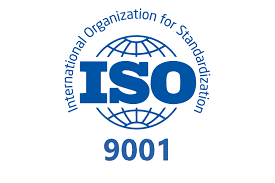 International Organization for Standardization
ISO
9001